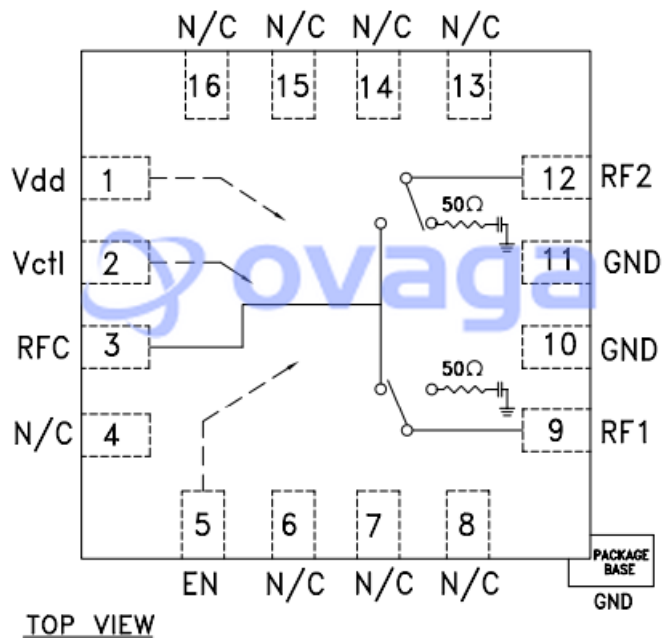 N/C N/C N/C N/C
16 15 14 13
Vdd 1 12 RF2
50Ω
Vctl 2 11 GND
ovaga
RFC 3 10 GND
50Ω
N/C 4 9 RF1
5 6 7 8
EN N/C N/C N/C
PACKAGE
BASE
GND
TOP VIEW